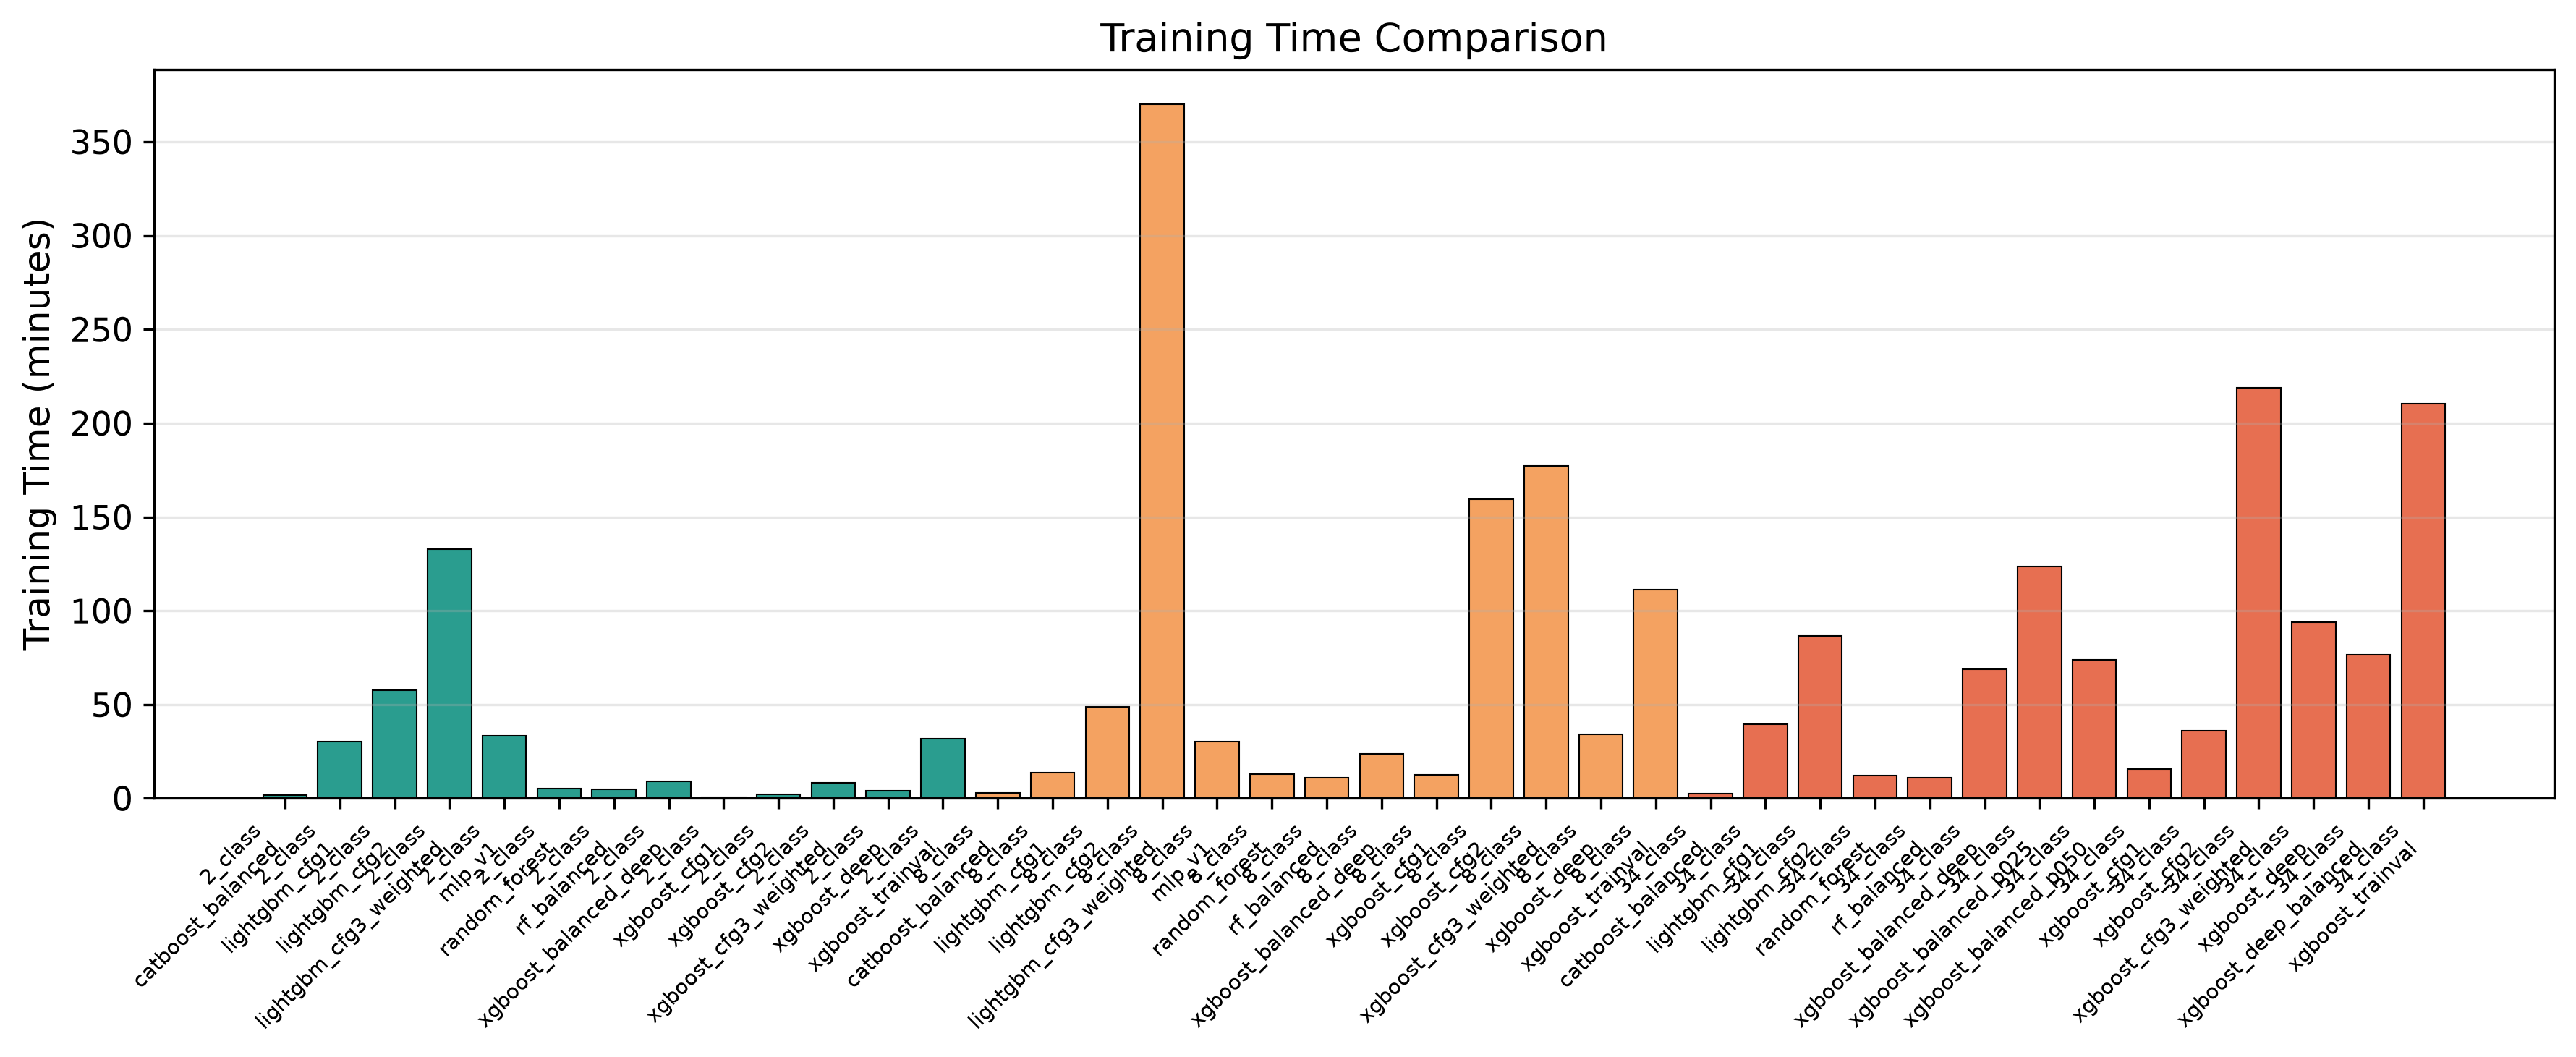 Training Time Comparison
Training Time (minutes)
350
300
250
200
150
100
50
0
2_class
catboost_balanced
2_class
lightgbm_cfg1
2_class
lightgbm_cfg2
2_class
lightgbm_cfg3_weighted
2_class
mlp_v1
2_class
random_forest
2_class
rf_balanced
2_class
xgboost_balanced_deep
2_class
xgboost_cfg1
2_class
xgboost_cfg2
2_class
xgboost_cfg3_weighted
2_class
xgboost_deep
2_class
xgboost_trainval
8_class
catboost_balanced
8_class
lightgbm_cfg1
8_class
lightgbm_cfg2
8_class
lightgbm_cfg3_weighted
8_class
mlp_v1
8_class
random_forest
8_class
rf_balanced
8_class
xgboost_balanced_deep
8_class
xgboost_cfg1
8_class
xgboost_cfg2
8_class
xgboost_cfg3_weighted
8_class
xgboost_deep
8_class
xgboost_trainval
34_class
catboost_balanced
34_class
lightgbm_cfg1
34_class
lightgbm_cfg2
34_class
random_forest
34_class
rf_balanced
34_class
xgboost_balanced_deep
34_class
xgboost_balanced_p025
34_class
xgboost_balanced_p050
34_class
xgboost_cfg1
34_class
xgboost_cfg2
34_class
xgboost_cfg3_weighted
34_class
xgboost_deep
34_class
xgboost_deep_balanced
34_class
xgboost_trainval